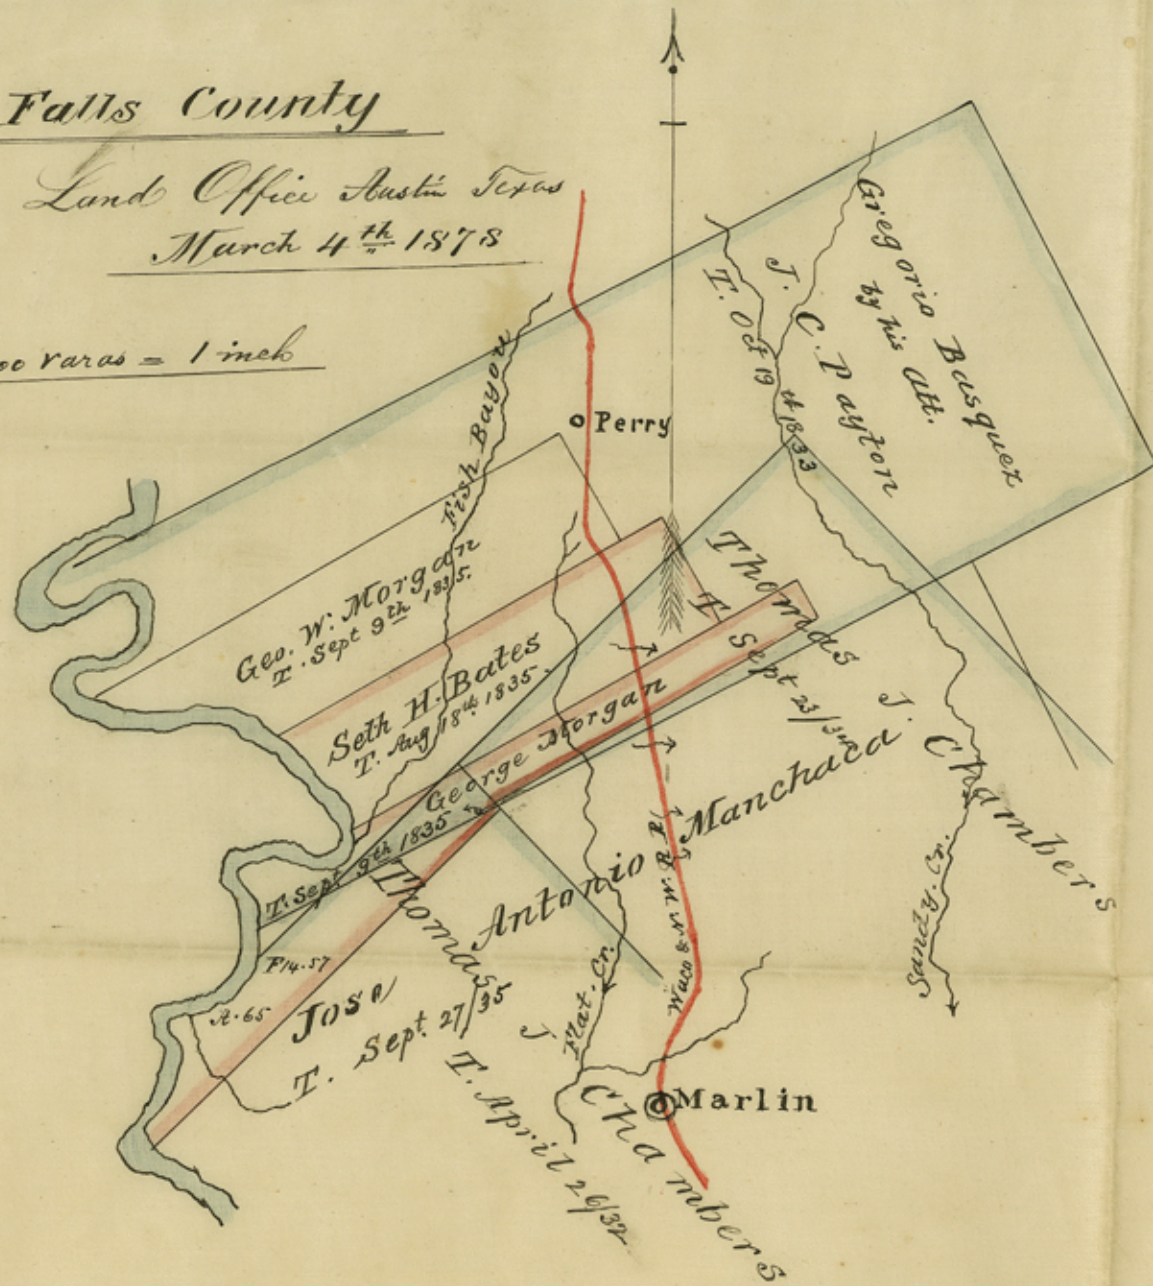 Falls County
Land Office Austin Texas
March 4th 1878
00 varas = 1 inch
Gregorio Basquez
by his att.
J. C. Payton
T. Oct 19th 1833
Fish Bayou
Perry
Geo. W. Morgan
T. Sept 9th 1835.
Seth H. Bates
T. Aug 18th 1835.
George Morgan
T. Sept 9th 1835
Thomas J. Chambers
T. Sept 23/34
Jose Antonio Manchaca
T. Sept. 27/35
Waco & N.W. R.R.
Sandy. Cr.
F14.57
A.65
Flat. Cr.
Thomas J Chambers
T. April 26/32
Marlin